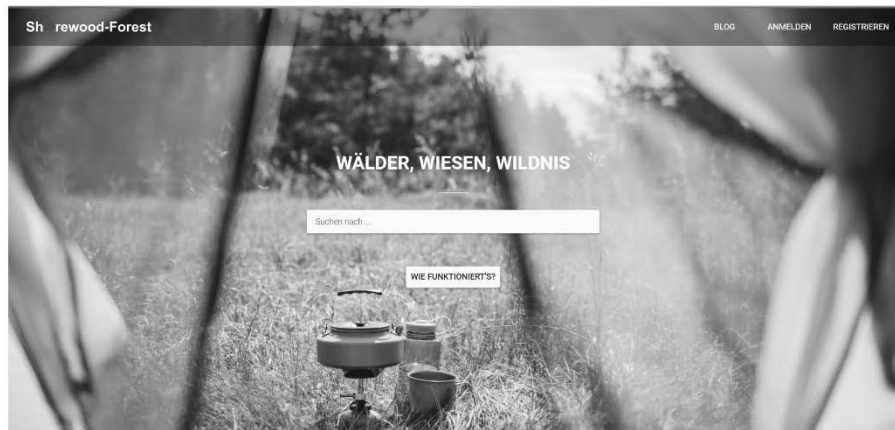 Sh rewood-Forest
BLOG ANMELDEN REGISTRIEREN
WÄLDER, WIESEN, WILDNIS
Suchen nach ...
WIE FUNKTIONIERT'S?